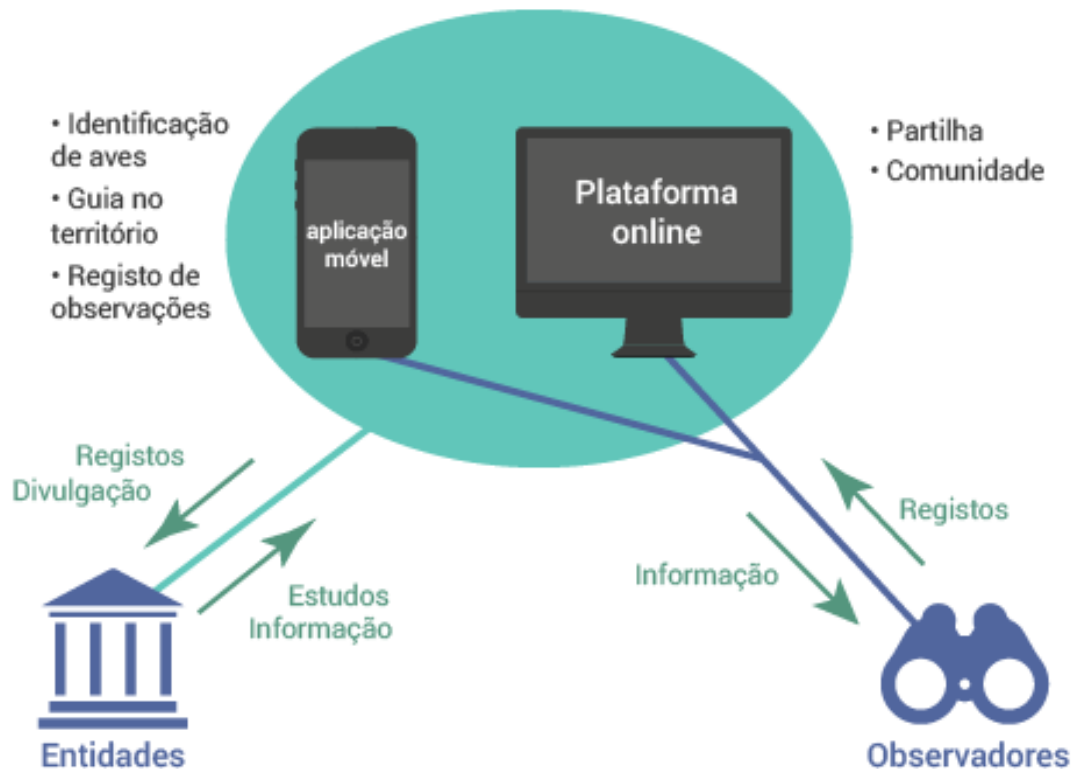 • Identificação
de aves
• Guia no
território
• Registo de
observações
aplicação
móvel
Plataforma
online
• Partilha
• Comunidade
Registos
Divulgação
Estudos
Informação
Informação
Registos
Entidades
Observadores